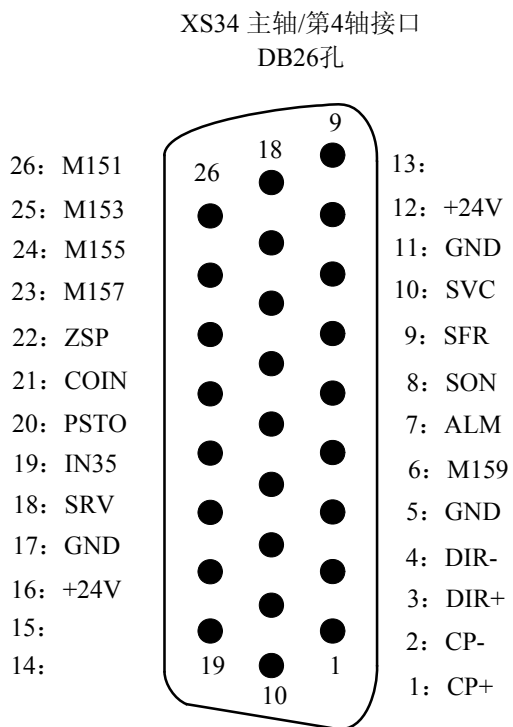 XS34 主轴/第4轴接口
DB26孔
9
18
26
26：M151
25：M153
24：M155
23：M157
22：ZSP
21：COIN
20：PSTO
19：IN35
18：SRV
17：GND
16：+24V
15：
14：
13：
12：+24V
11：GND
10：SVC
9：SFR
8：SON
7：ALM
6：M159
5：GND
4：DIR-
3：DIR+
2：CP-
1：CP+
19
1
10